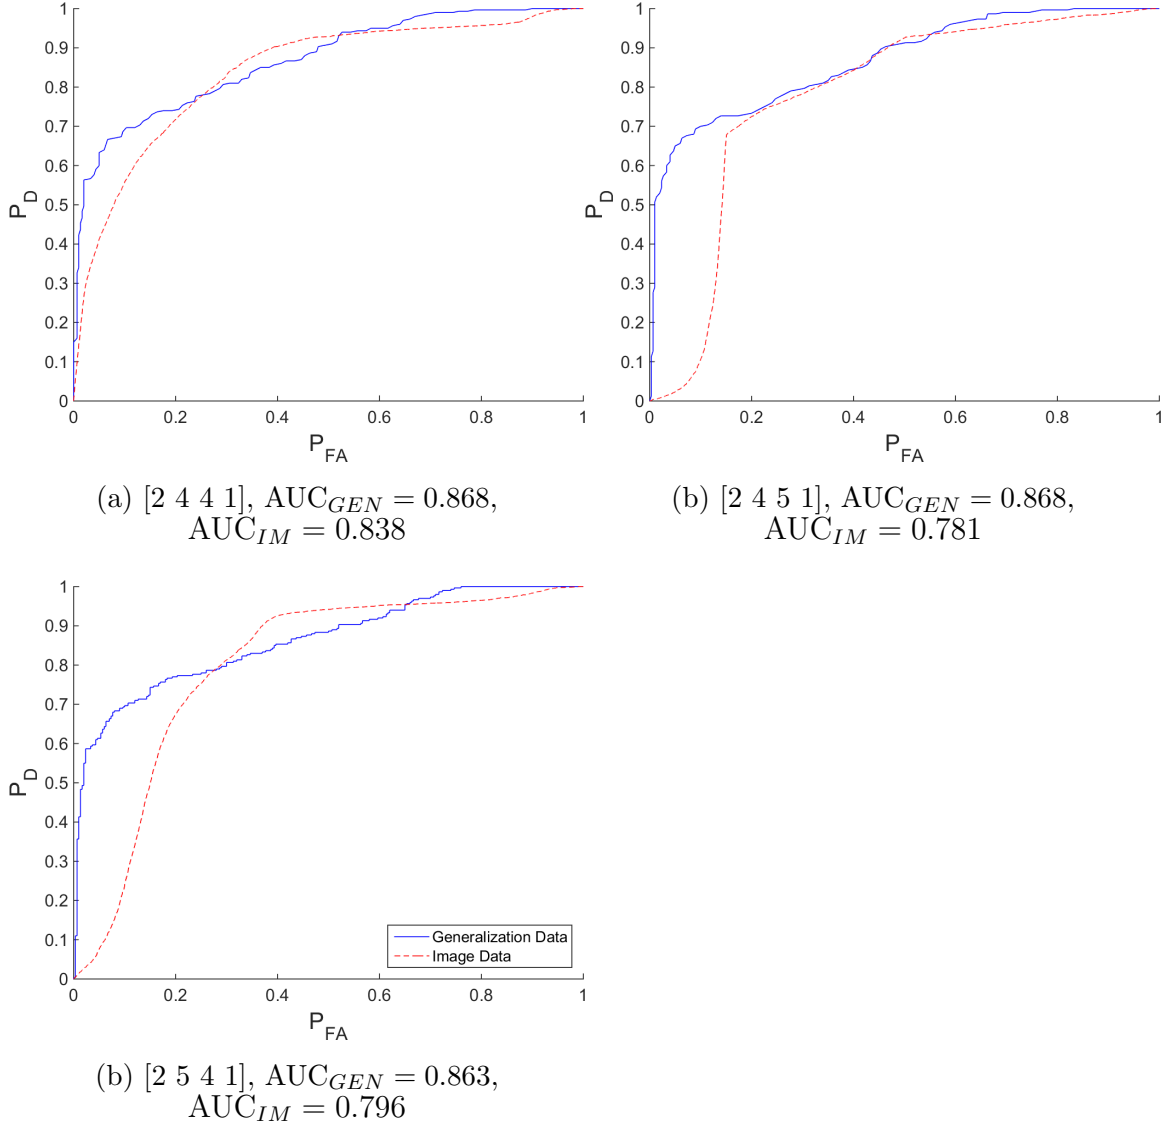 1
0.9
0.8
0.7
0.6
0.5
0.4
0.3
0.2
0.1
0
P_D
0 0.2 0.4 0.6 0.8 1
P_FA
(a) [2 4 4 1], AUC_GEN = 0.868,
AUC_IM = 0.838
1
0.9
0.8
0.7
0.6
0.5
0.4
0.3
0.2
0.1
0
P_D
0 0.2 0.4 0.6 0.8 1
P_FA
(b) [2 4 5 1], AUC_GEN = 0.868,
AUC_IM = 0.781
1
0.9
0.8
0.7
0.6
0.5
0.4
0.3
0.2
0.1
0
P_D
Generalization Data
Image Data
0 0.2 0.4 0.6 0.8 1
P_FA
(b) [2 5 4 1], AUC_GEN = 0.863,
AUC_IM = 0.796